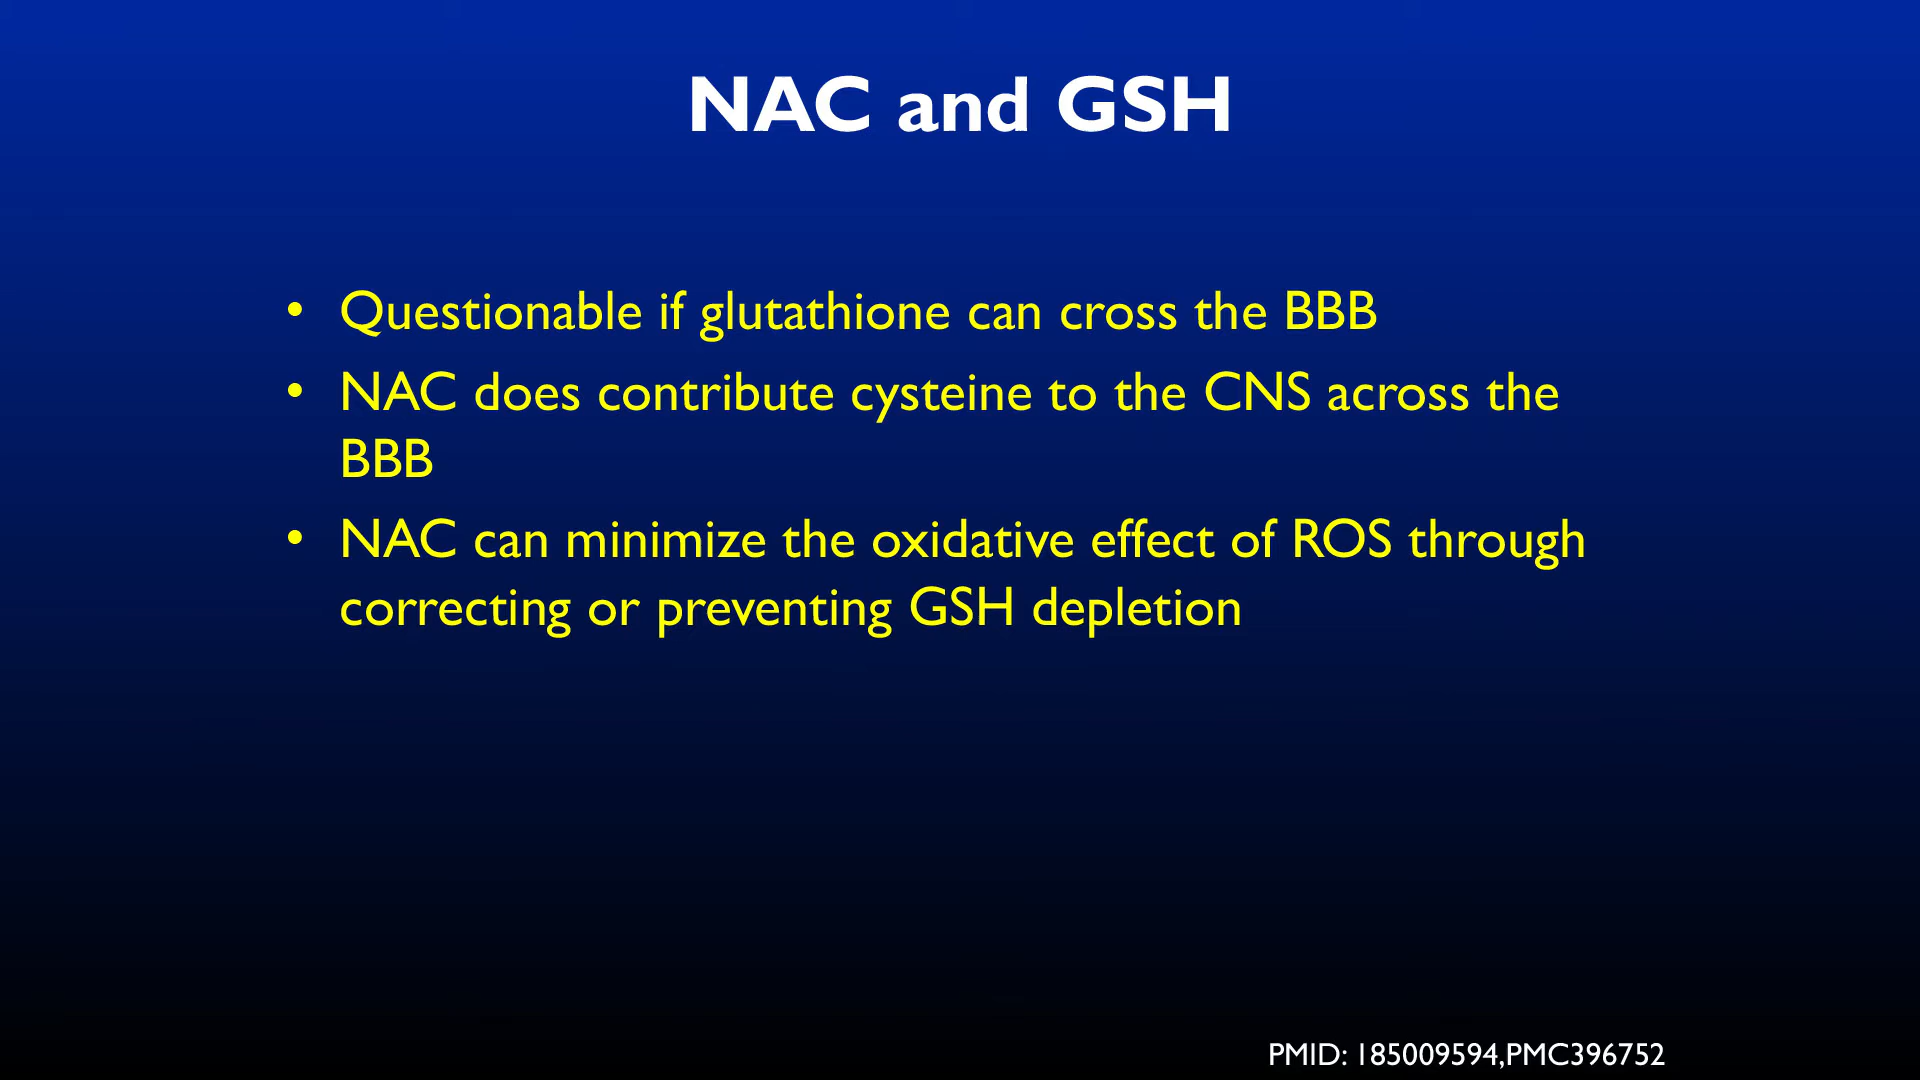 NAC and GSH
• Questionable if glutathione can cross the BBB
• NAC does contribute cysteine to the CNS across the
BBB
• NAC can minimize the oxidative effect of ROS through
correcting or preventing GSH depletion
PMID: 185009594,PMC396752